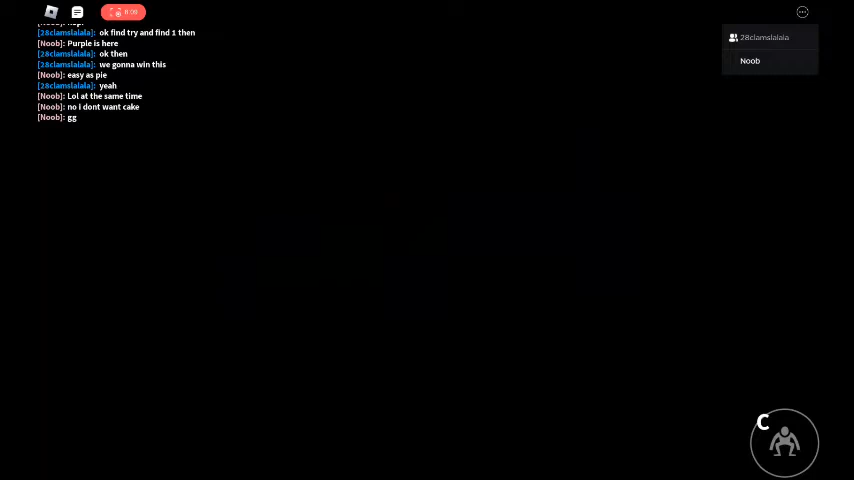 0:08
[28clamslalala]: ok find try and find 1 then
[Noob]: Purple is here
[28clamslalala]: ok then
[28clamslalala]: we gonna win this
[Noob]: easy as pie
[28clamslalala]: yeah
[Noob]: Lol at the same time
[Noob]: no i dont want cake
[Noob]: gg
28clamslalala
Noob
C